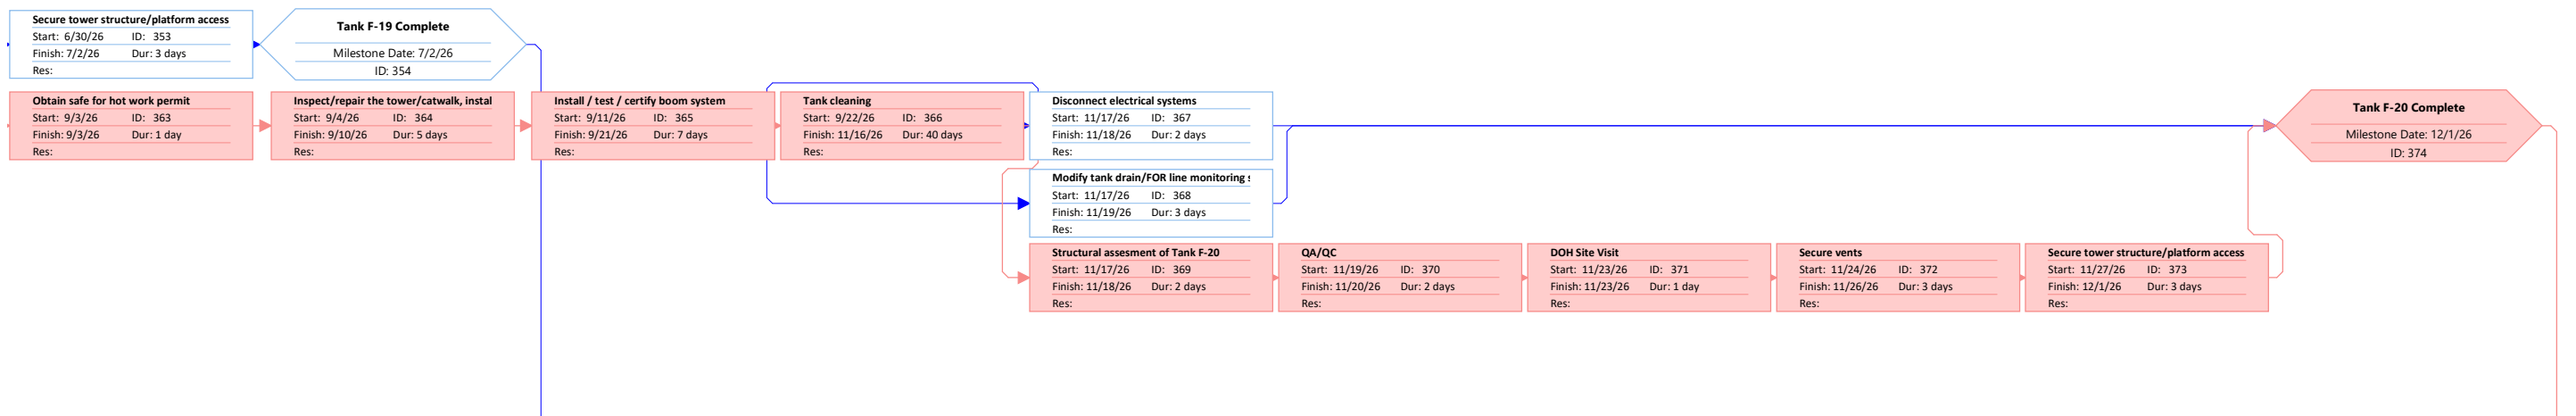 Secure tower structure/platform access
Start: 6/30/26 ID: 353
Finish: 7/2/26 Dur: 3 days
Res:
Tank F-19 Complete
Milestone Date: 7/2/26
ID: 354
Obtain safe for hot work permit
Start: 9/3/26 ID: 363
Finish: 9/3/26 Dur: 1 day
Res:
Inspect/repair the tower/catwalk, instal
Start: 9/4/26 ID: 364
Finish: 9/10/26 Dur: 5 days
Res:
Install / test / certify boom system
Start: 9/11/26 ID: 365
Finish: 9/21/26 Dur: 7 days
Res:
Tank cleaning
Start: 9/22/26 ID: 366
Finish: 11/16/26 Dur: 40 days
Res:
Disconnect electrical systems
Start: 11/17/26 ID: 367
Finish: 11/18/26 Dur: 2 days
Res:
Tank F-20 Complete
Milestone Date: 12/1/26
ID: 374
Modify tank drain/FOR line monitoring s
Start: 11/17/26 ID: 368
Finish: 11/19/26 Dur: 3 days
Res:
Structural assesment of Tank F-20
Start: 11/17/26 ID: 369
Finish: 11/18/26 Dur: 2 days
Res:
QA/QC
Start: 11/19/26 ID: 370
Finish: 11/20/26 Dur: 2 days
Res:
DOH Site Visit
Start: 11/23/26 ID: 371
Finish: 11/23/26 Dur: 1 day
Res:
Secure vents
Start: 11/24/26 ID: 372
Finish: 11/26/26 Dur: 3 days
Res:
Secure tower structure/platform access
Start: 11/27/26 ID: 373
Finish: 12/1/26 Dur: 3 days
Res: